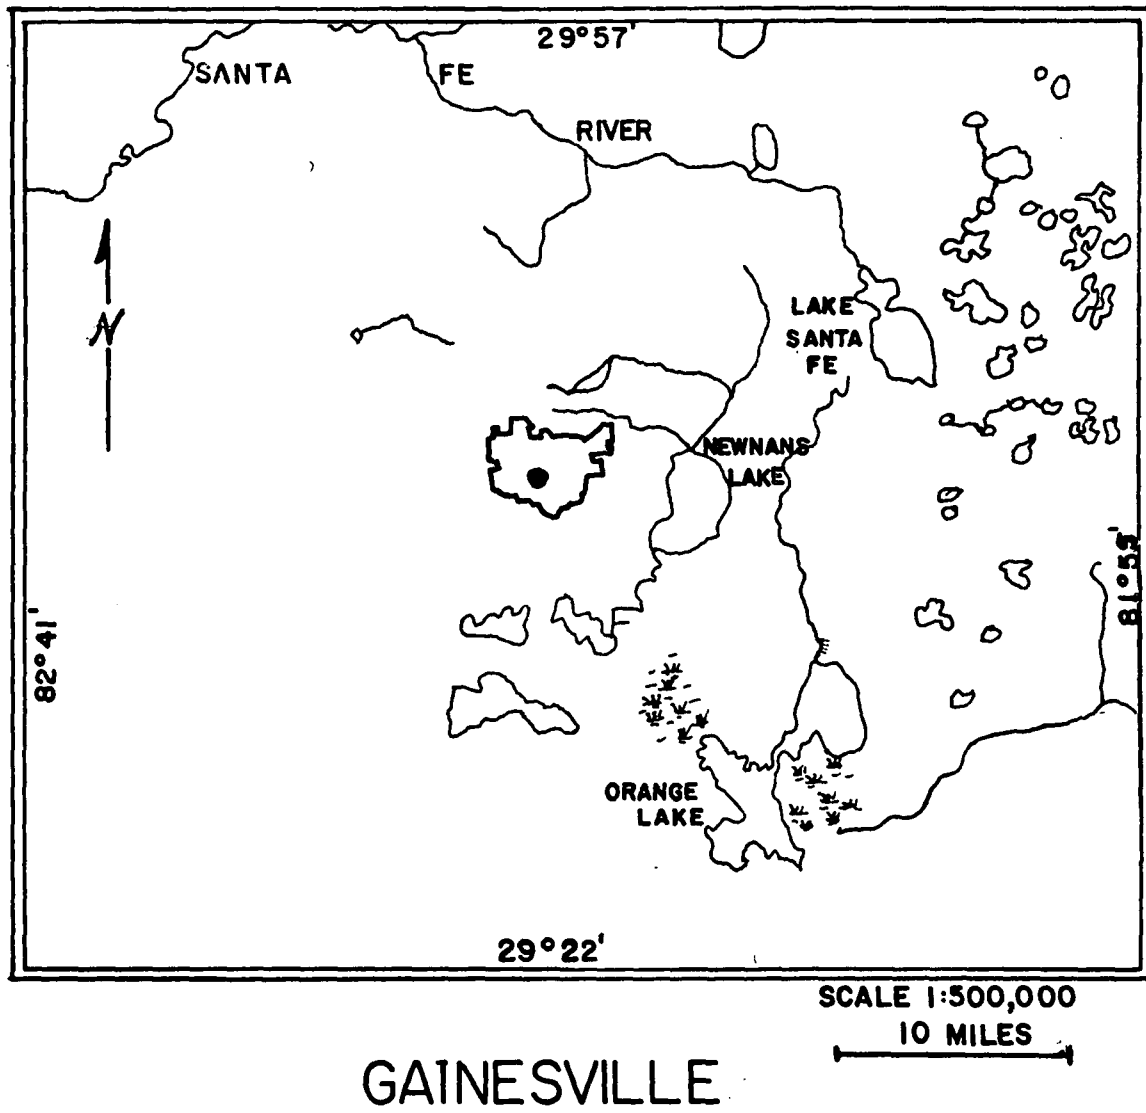 29°57'
SANTA FE
RIVER
N
LAKE
SANTA
FE
NEWNANS
LAKE
81°55'
82°41'
ORANGE
LAKE
29°22'
SCALE 1:500,000
10 MILES
GAINESVILLE